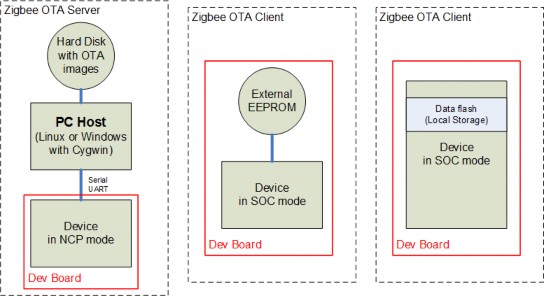 Zigbee OTA Server
Hard Disk
with OTA
images
PC Host
(Linux or Windows
with Cygwin)
Serial
UART
Device
in NCP mode
Dev Board
Zigbee OTA Client
External
EEPROM
Device
in SOC mode
Dev Board
Zigbee OTA Client
Data flash
(Local Storage)
Device
in SOC mode
Dev Board